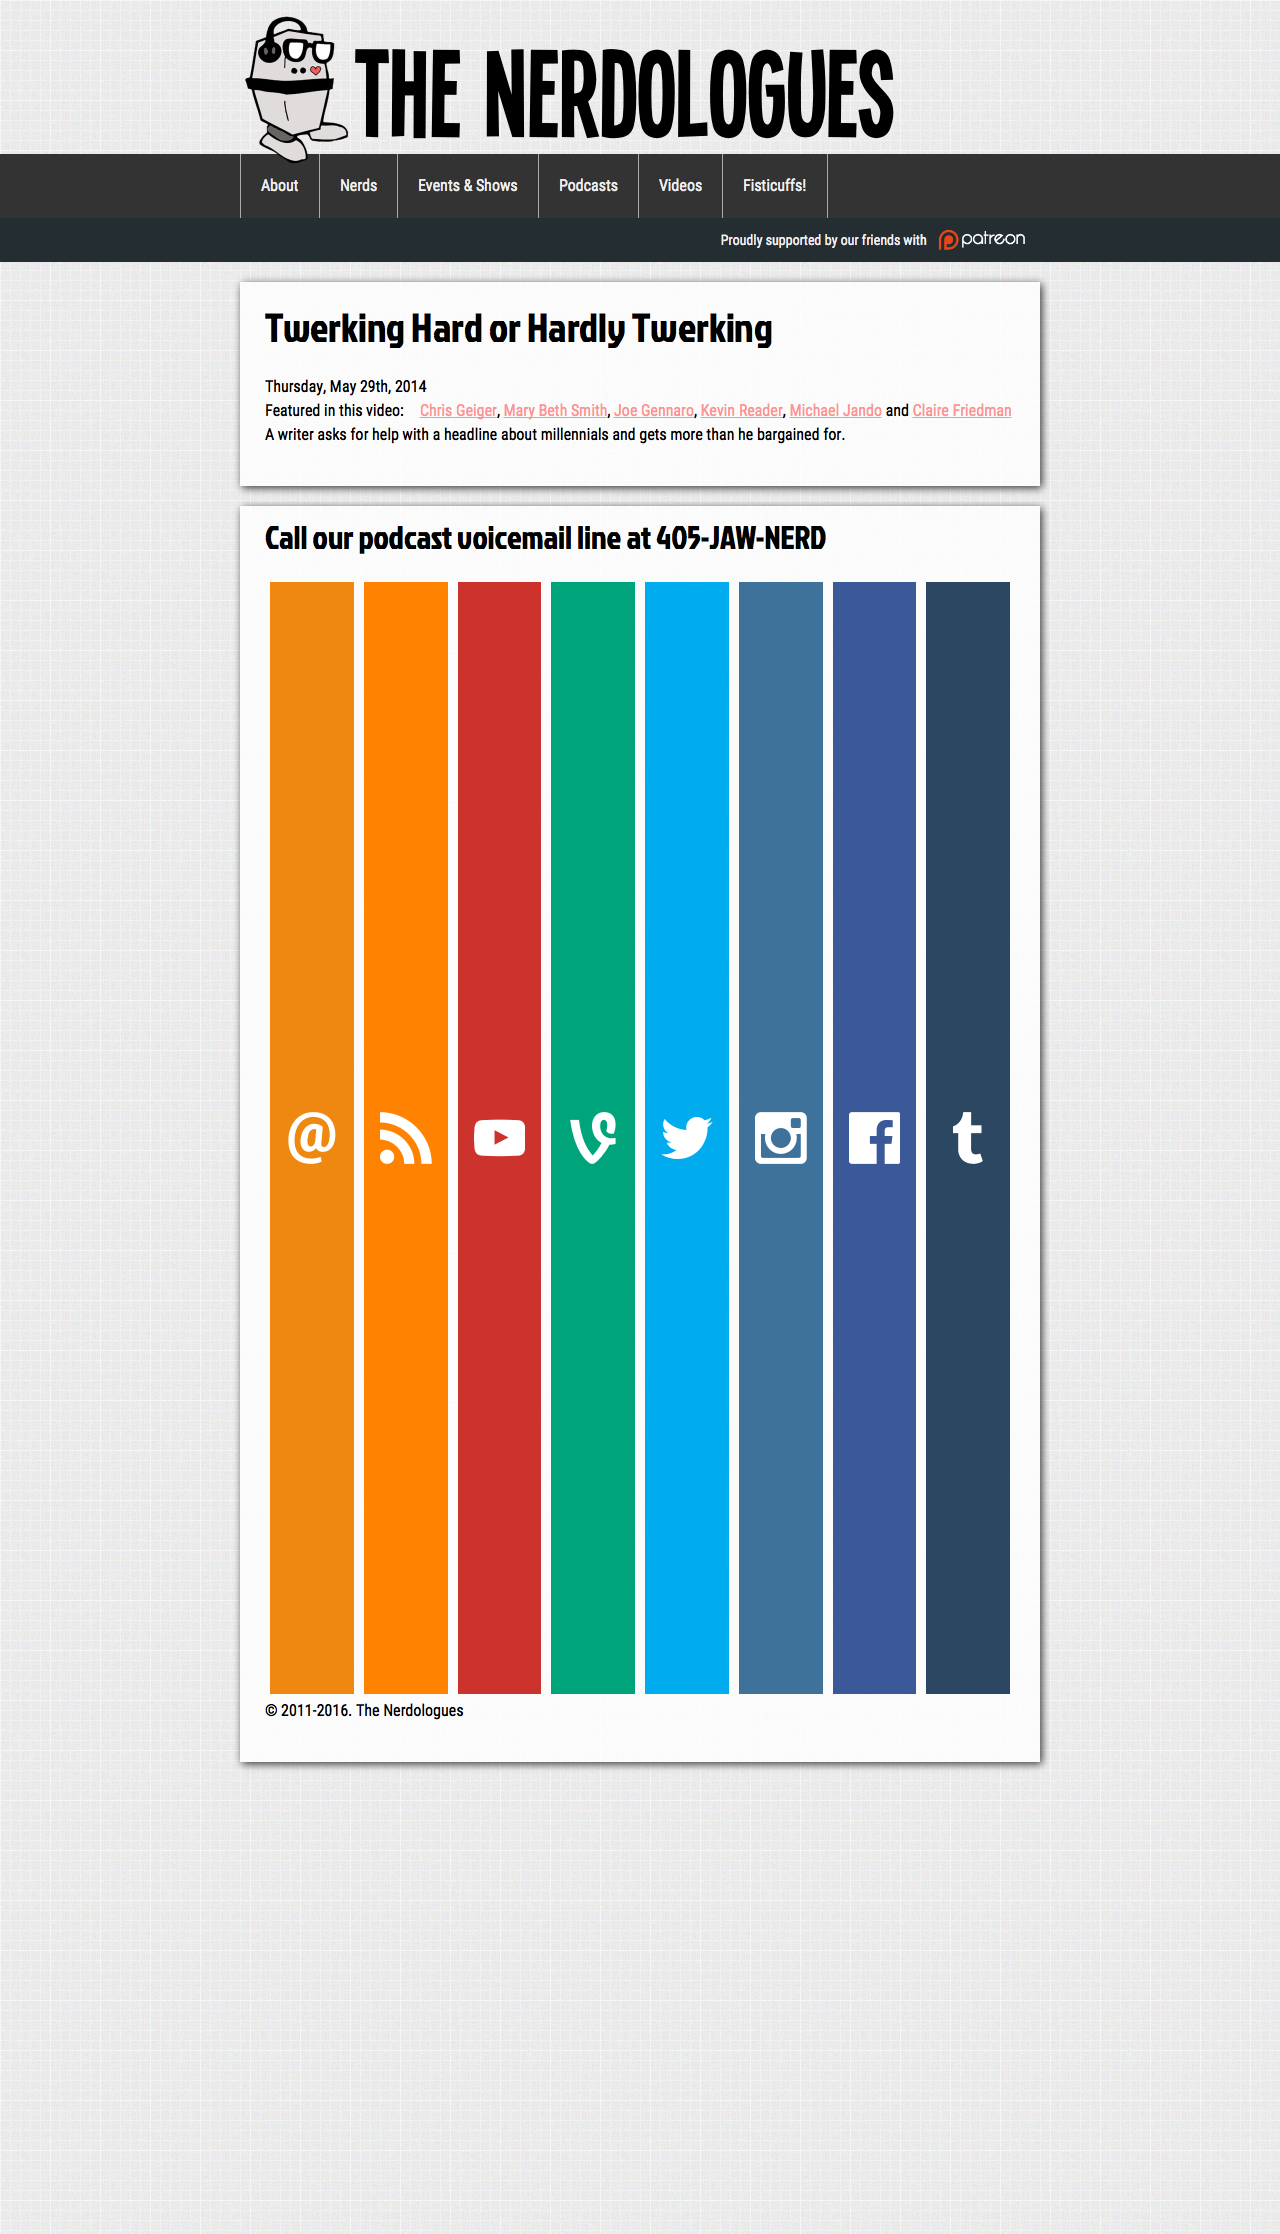 THE NERDOLOGUES
About Nerds Events & Shows Podcasts Videos Fisticuffs!
Proudly supported by our friends with patreon
Twerking Hard or Hardly Twerking
Thursday, May 29th, 2014
Featured in this video: Chris Geiger, Mary Beth Smith, Joe Gennaro, Kevin Reader, Michael Jando and Claire Friedman
A writer asks for help with a headline about millennials and gets more than he bargained for.
Call our podcast voicemail line at 405-JAW-NERD
© 2011-2016. The Nerdologues